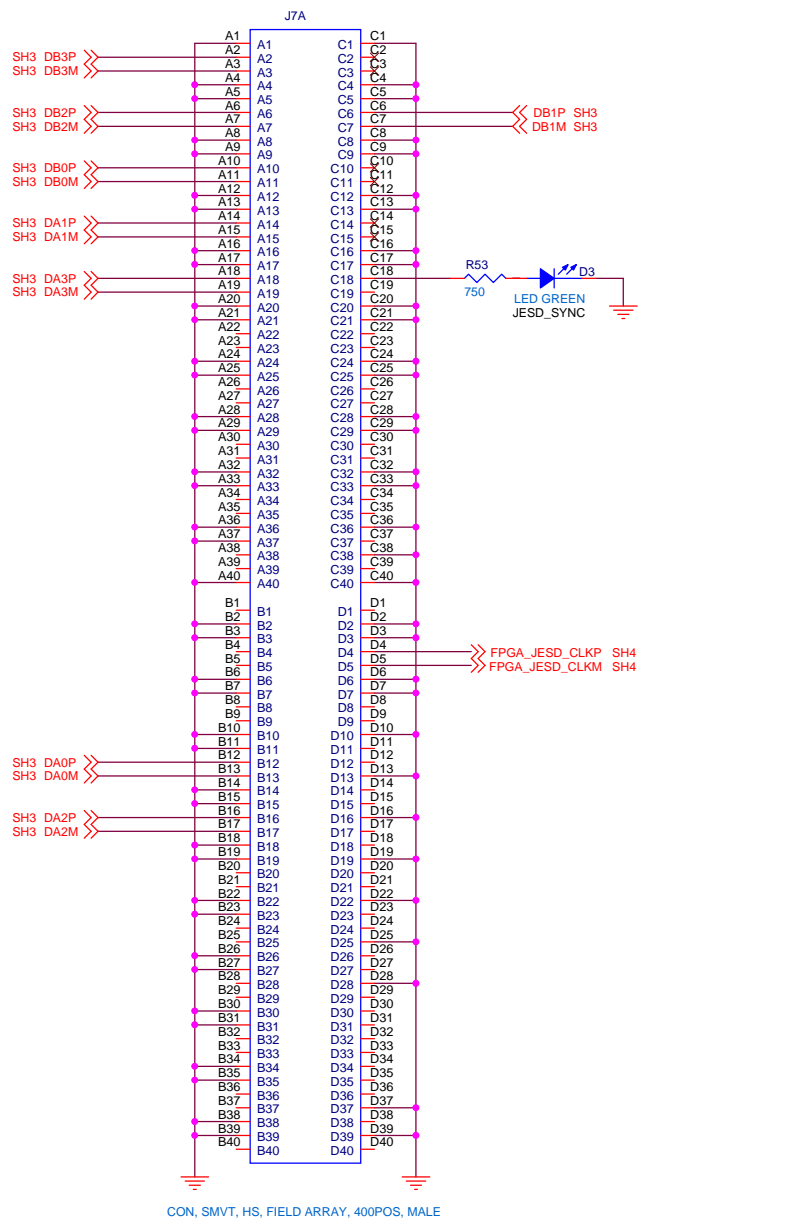 J7A
A1 A1 C1 C1
SH3 DB3P A2 A2 C2 C2
SH3 DB3M A3 A3 C3 C3
A4 A4 C4 C4
A5 A5 C5 C5
SH3 DB2P A6 A6 C6 C6 DB1P SH3
SH3 DB2M A7 A7 C7 C7 DB1M SH3
A8 A8 C8 C8
A9 A9 C9 C9
SH3 DB0P A10 A10 C10 C10
SH3 DB0M A11 A11 C11 C11
A12 A12 C12 C12
A13 A13 C13 C13
SH3 DA1P A14 A14 C14 C14
SH3 DA1M A15 A15 C15 C15
A16 A16 C16 C16
A17 A17 C17 C17
SH3 DA3P A18 A18 C18 C18 R53 D3
SH3 DA3M A19 A19 C19 C19 750
A20 A20 C20 C20 LED GREEN
A21 A21 C21 C21 JESD_SYNC
A22 A22 C22 C22
A23 A23 C23 C23
A24 A24 C24 C24
A25 A25 C25 C25
A26 A26 C26 C26
A27 A27 C27 C27
A28 A28 C28 C28
A29 A29 C29 C29
A30 A30 C30 C30
A31 A31 C31 C31
A32 A32 C32 C32
A33 A33 C33 C33
A34 A34 C34 C34
A35 A35 C35 C35
A36 A36 C36 C36
A37 A37 C37 C37
A38 A38 C38 C38
A39 A39 C39 C39
A40 A40 C40 C40
B1 B1 D1 D1
B2 B2 D2 D2
B3 B3 D3 D3
B4 B4 D4 D4 FPGA_JESD_CLKP SH4
B5 B5 D5 D5 FPGA_JESD_CLKM SH4
B6 B6 D6 D6
B7 B7 D7 D7
B8 B8 D8 D8
B9 B9 D9 D9
B10 B10 D10 D10
B11 B11 D11 D11
SH3 DA0P B12 B12 D12 D12
SH3 DA0M B13 B13 D13 D13
B14 B14 D14 D14
B15 B15 D15 D15
SH3 DA2P B16 B16 D16 D16
SH3 DA2M B17 B17 D17 D17
B18 B18 D18 D18
B19 B19 D19 D19
B20 B20 D20 D20
B21 B21 D21 D21
B22 B22 D22 D22
B23 B23 D23 D23
B24 B24 D24 D24
B25 B25 D25 D25
B26 B26 D26 D26
B27 B27 D27 D27
B28 B28 D28 D28
B29 B29 D29 D29
B30 B30 D30 D30
B31 B31 D31 D31
B32 B32 D32 D32
B33 B33 D33 D33
B34 B34 D34 D34
B35 B35 D35 D35
B36 B36 D36 D36
B37 B37 D37 D37
B38 B38 D38 D38
B39 B39 D39 D39
B40 B40 D40 D40
CON, SMVT, HS, FIELD ARRAY, 400POS, MALE